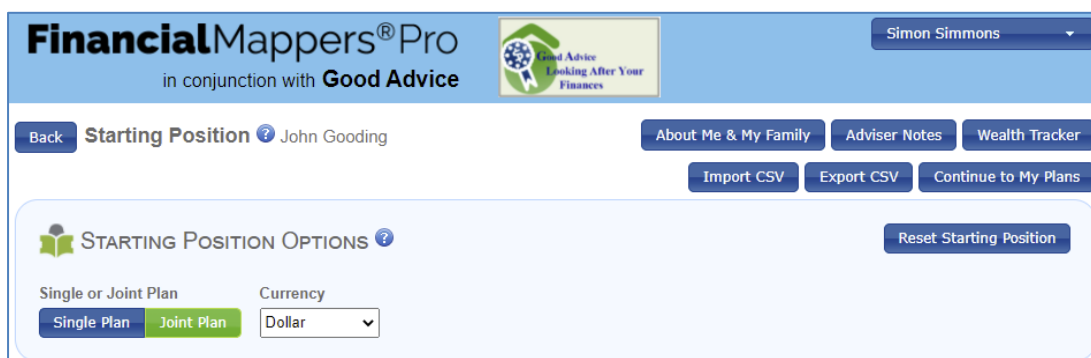 FinancialMappers®Pro
in conjunction with Good Advice
Good Advice
Looking After Your
Finances
Simon Simmons
Back Starting Position ? John Gooding
About Me & My Family Adviser Notes Wealth Tracker
Import CSV Export CSV Continue to My Plans
STARTING POSITION OPTIONS ?
Reset Starting Position
Single or Joint Plan Currency
Single Plan Joint Plan Dollar